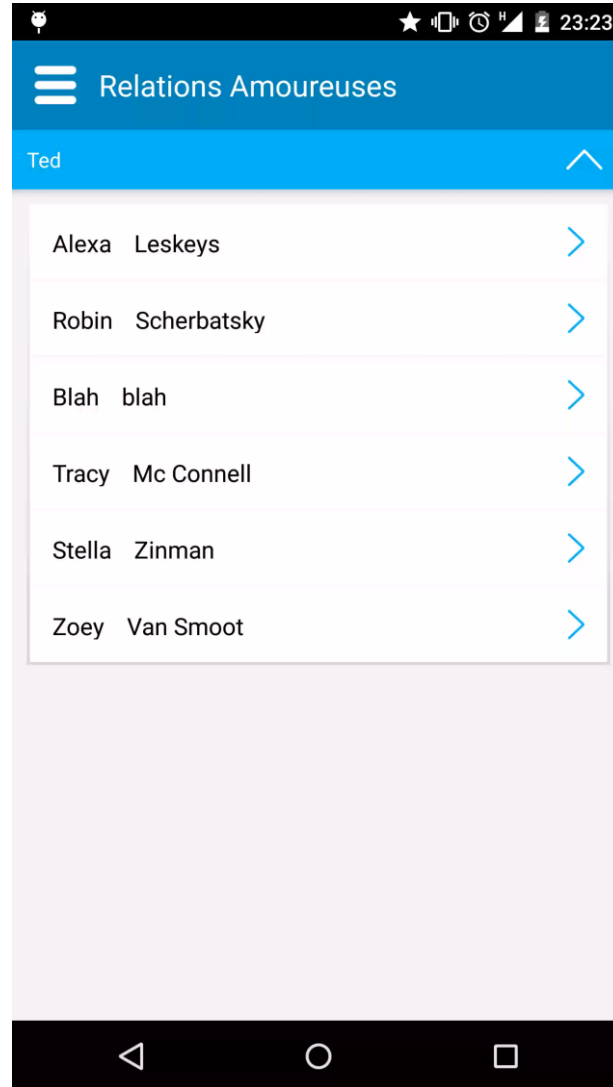 H 23:23
Relations Amoureuses
Ted
Alexa Leskeys
Robin Scherbatsky
Blah blah
Tracy Mc Connell
Stella Zinman
Zoey Van Smoot